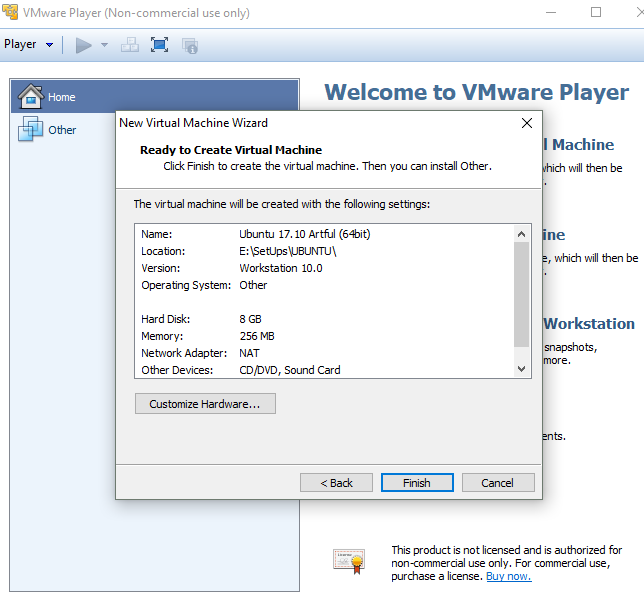 VMware Player (Non-commercial use only)
Player
Home
Other
Welcome to VMware Player
l Machine
which will then be
.
ine
e, which will then be
.
Workstation
snapshots,
more.
ents.
New Virtual Machine Wizard
Ready to Create Virtual Machine
Click Finish to create the virtual machine. Then you can install Other.
The virtual machine will be created with the following settings:
Name: Ubuntu 17.10 Artful (64bit)
Location: E:\SetUps\UBUNTU\
Version: Workstation 10.0
Operating System: Other
Hard Disk: 8 GB
Memory: 256 MB
Network Adapter: NAT
Other Devices: CD/DVD, Sound Card
Customize Hardware...
< Back Finish Cancel
This product is not licensed and is authorized for
non-commercial use only. For commercial use,
purchase a license. Buy now.